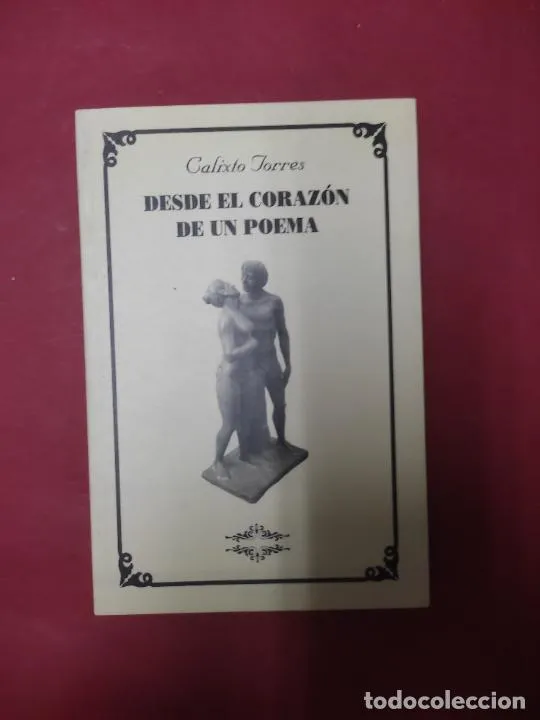 Calixto Torres
DESDE EL CORAZÓN
DE UN POEMA
todocoleccion